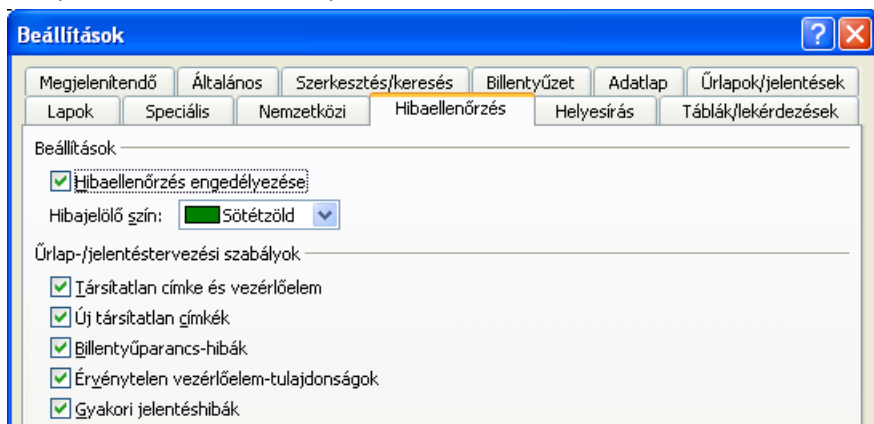 Beállítások
Megjelenítendő Általános Szerkesztés/keresés Billentyűzet Adatlap Űrlapok/jelentések
Lapok Speciális Nemzetközi Hibaellenőrzés Helyesírás Táblák/lekérdezések
Beállítások
Hibaellenőrzés engedélyezése
Hibajelölő szín: Sötétzöld
Űrlap-/jelentéstervezési szabályok
Társítatlan címke és vezérlőelem
Új társítatlan címkék
Billentyűparancs-hibák
Érvénytelen vezérlőelem-tulajdonságok
Gyakori jelentéshibák